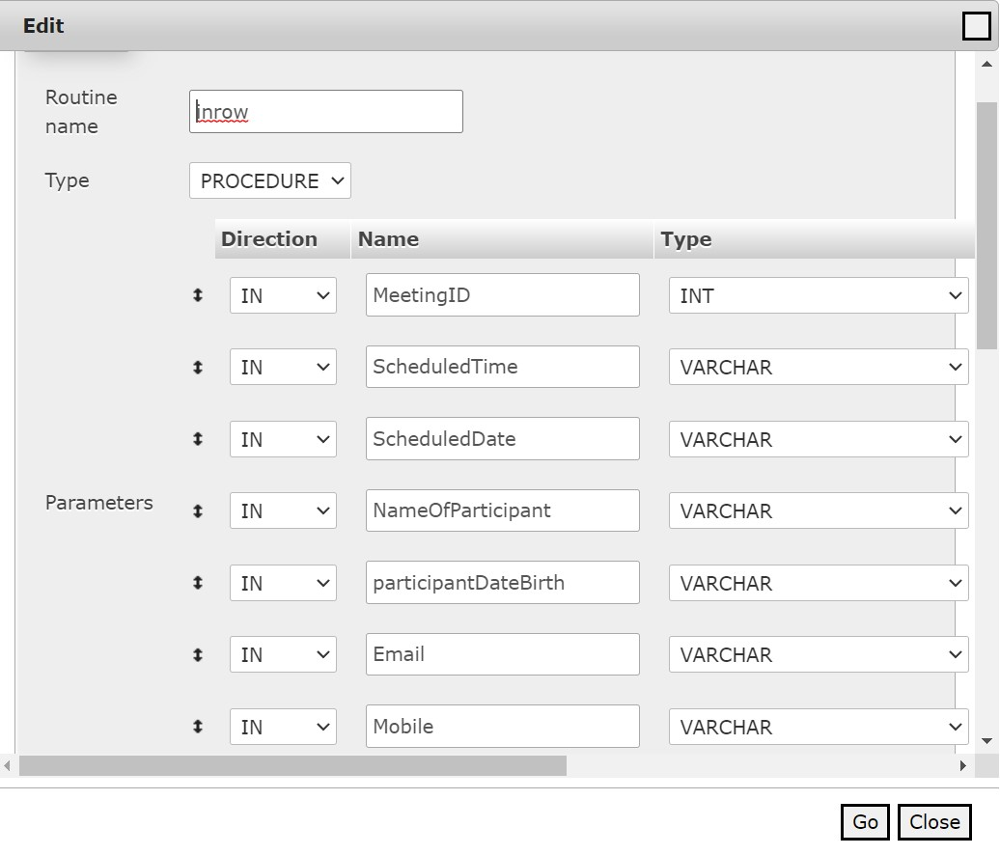 Edit
Routine
name
inrow
Type
PROCEDURE
Direction Name Type
IN MeetingID INT
IN ScheduledTime VARCHAR
IN ScheduledDate VARCHAR
Parameters
IN NameOfParticipant VARCHAR
IN participantDateBirth VARCHAR
IN Email VARCHAR
IN Mobile VARCHAR
Go Close